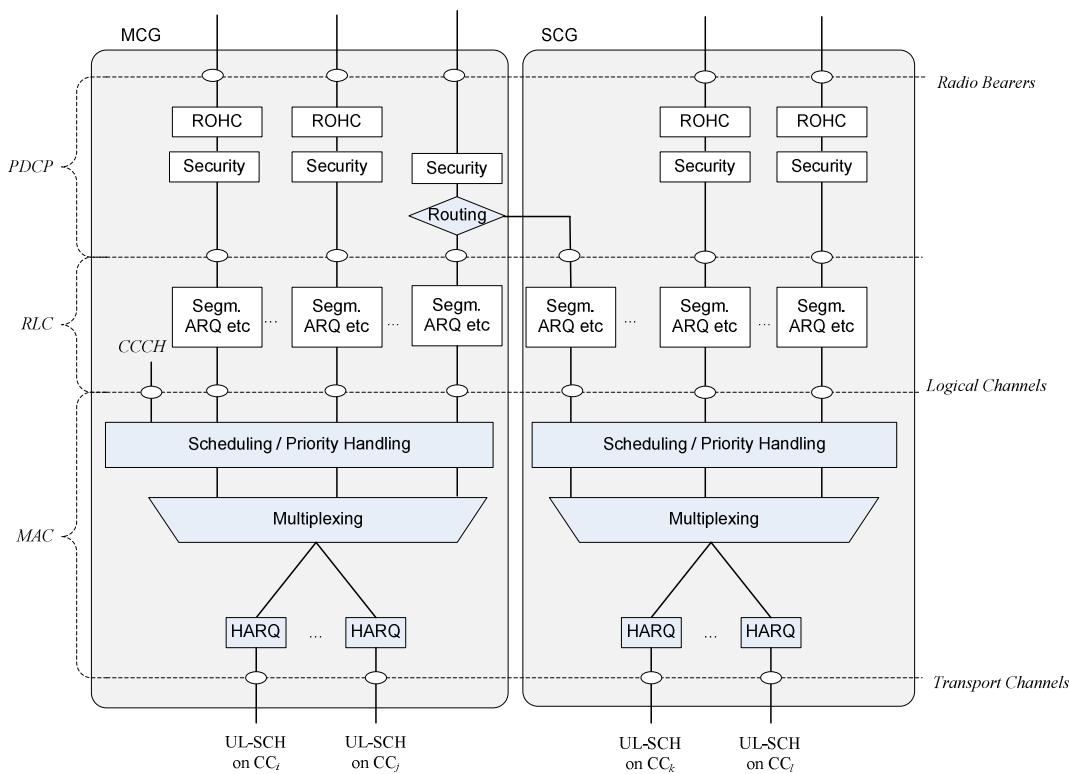 MCG
SCG
Radio Bearers
ROHC
ROHC
ROHC
ROHC
PDCP
Security
Security
Security
Security
Security
Routing
RLC
Segm.
ARQ etc
...
Segm.
ARQ etc
...
Segm.
ARQ etc
Segm.
ARQ etc
...
Segm.
ARQ etc
...
Segm.
ARQ etc
CCCH
Logical Channels
Scheduling / Priority Handling
Scheduling / Priority Handling
MAC
Multiplexing
Multiplexing
HARQ
...
HARQ
HARQ
...
HARQ
Transport Channels
UL-SCH
on CCi
UL-SCH
on CCj
UL-SCH
on CCk
UL-SCH
on CCl